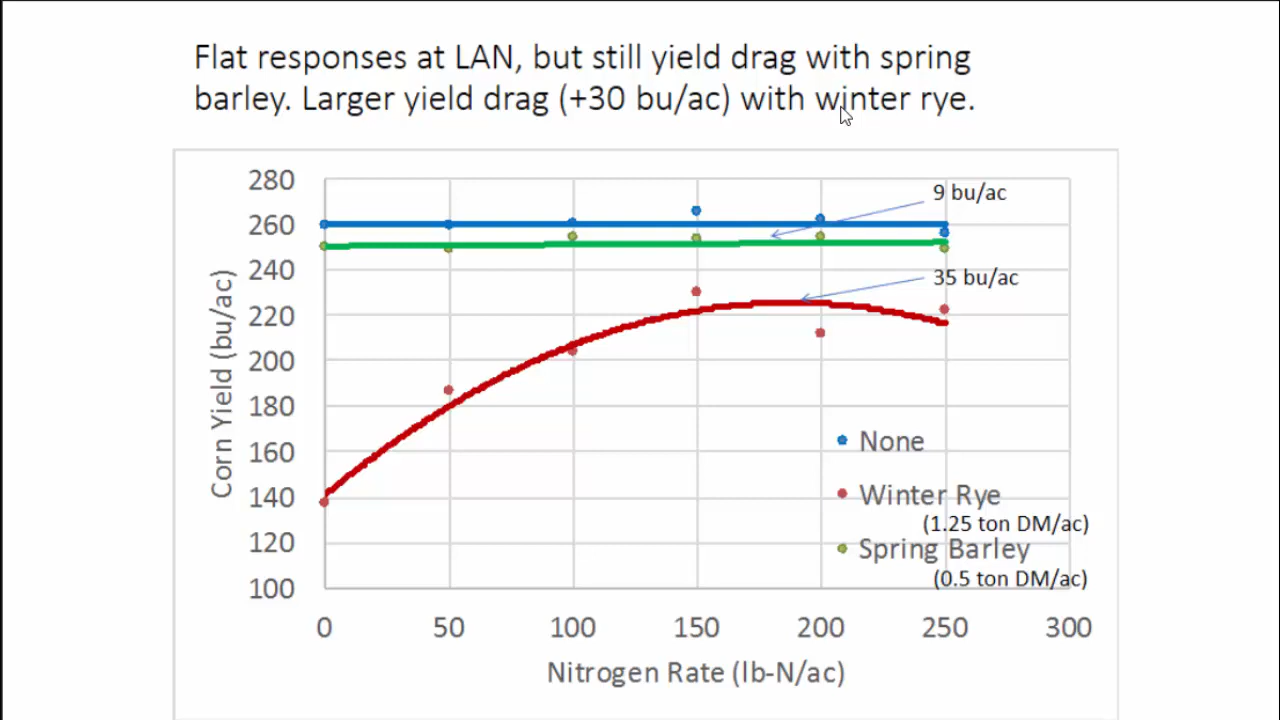 Flat responses at LAN, but still yield drag with spring
barley. Larger yield drag (+30 bu/ac) with winter rye.
280
260
240
220
200
180
160
140
120
100
Corn Yield (bu/ac)
9 bu/ac
35 bu/ac
None
Winter Rye
(1.25 ton DM/ac)
Spring Barley
(0.5 ton DM/ac)
0 50 100 150 200 250 300
Nitrogen Rate (lb-N/ac)